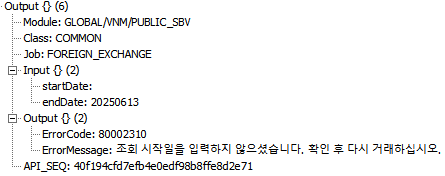 Output {} (6)
Module: GLOBAL/VNM/PUBLIC_SBV
Class: COMMON
Job: FOREIGN_EXCHANGE
Input {} (2)
startDate:
endDate: 20250613
Output {} (2)
ErrorCode: 80002310
ErrorMessage: 조회 시작일을 입력하지 않으셨습니다. 확인 후 다시 거래하십시오.
API_SEQ: 40f194cfd7efb4e0edf98b8ffe8d2e71